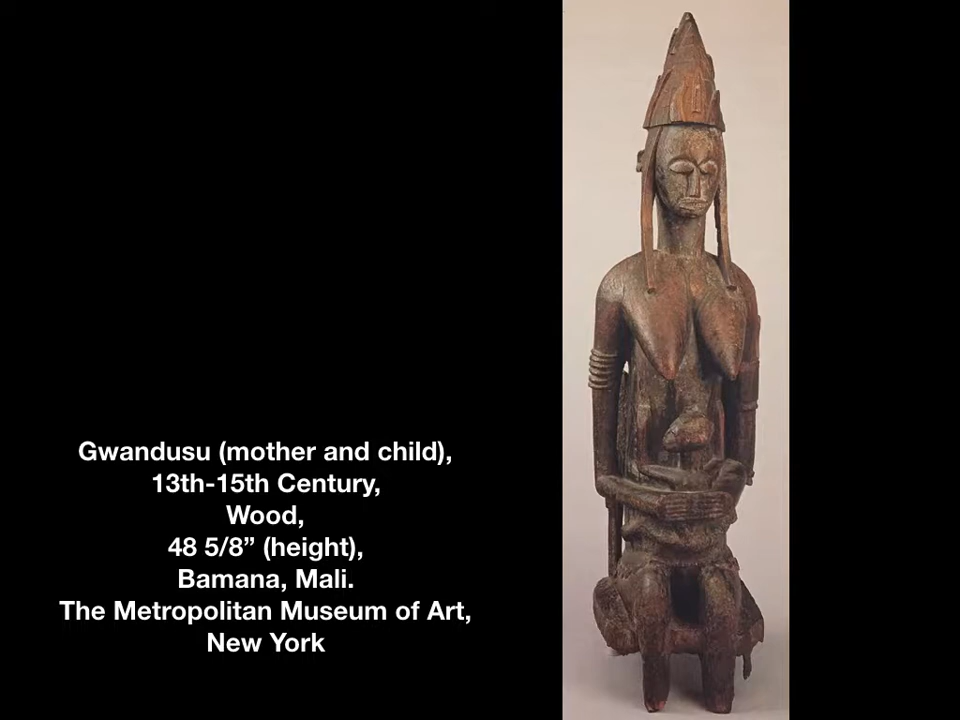 Gwandusu (mother and child),
13th-15th Century,
Wood,
48 5/8” (height),
Bamana, Mali.
The Metropolitan Museum of Art,
New York